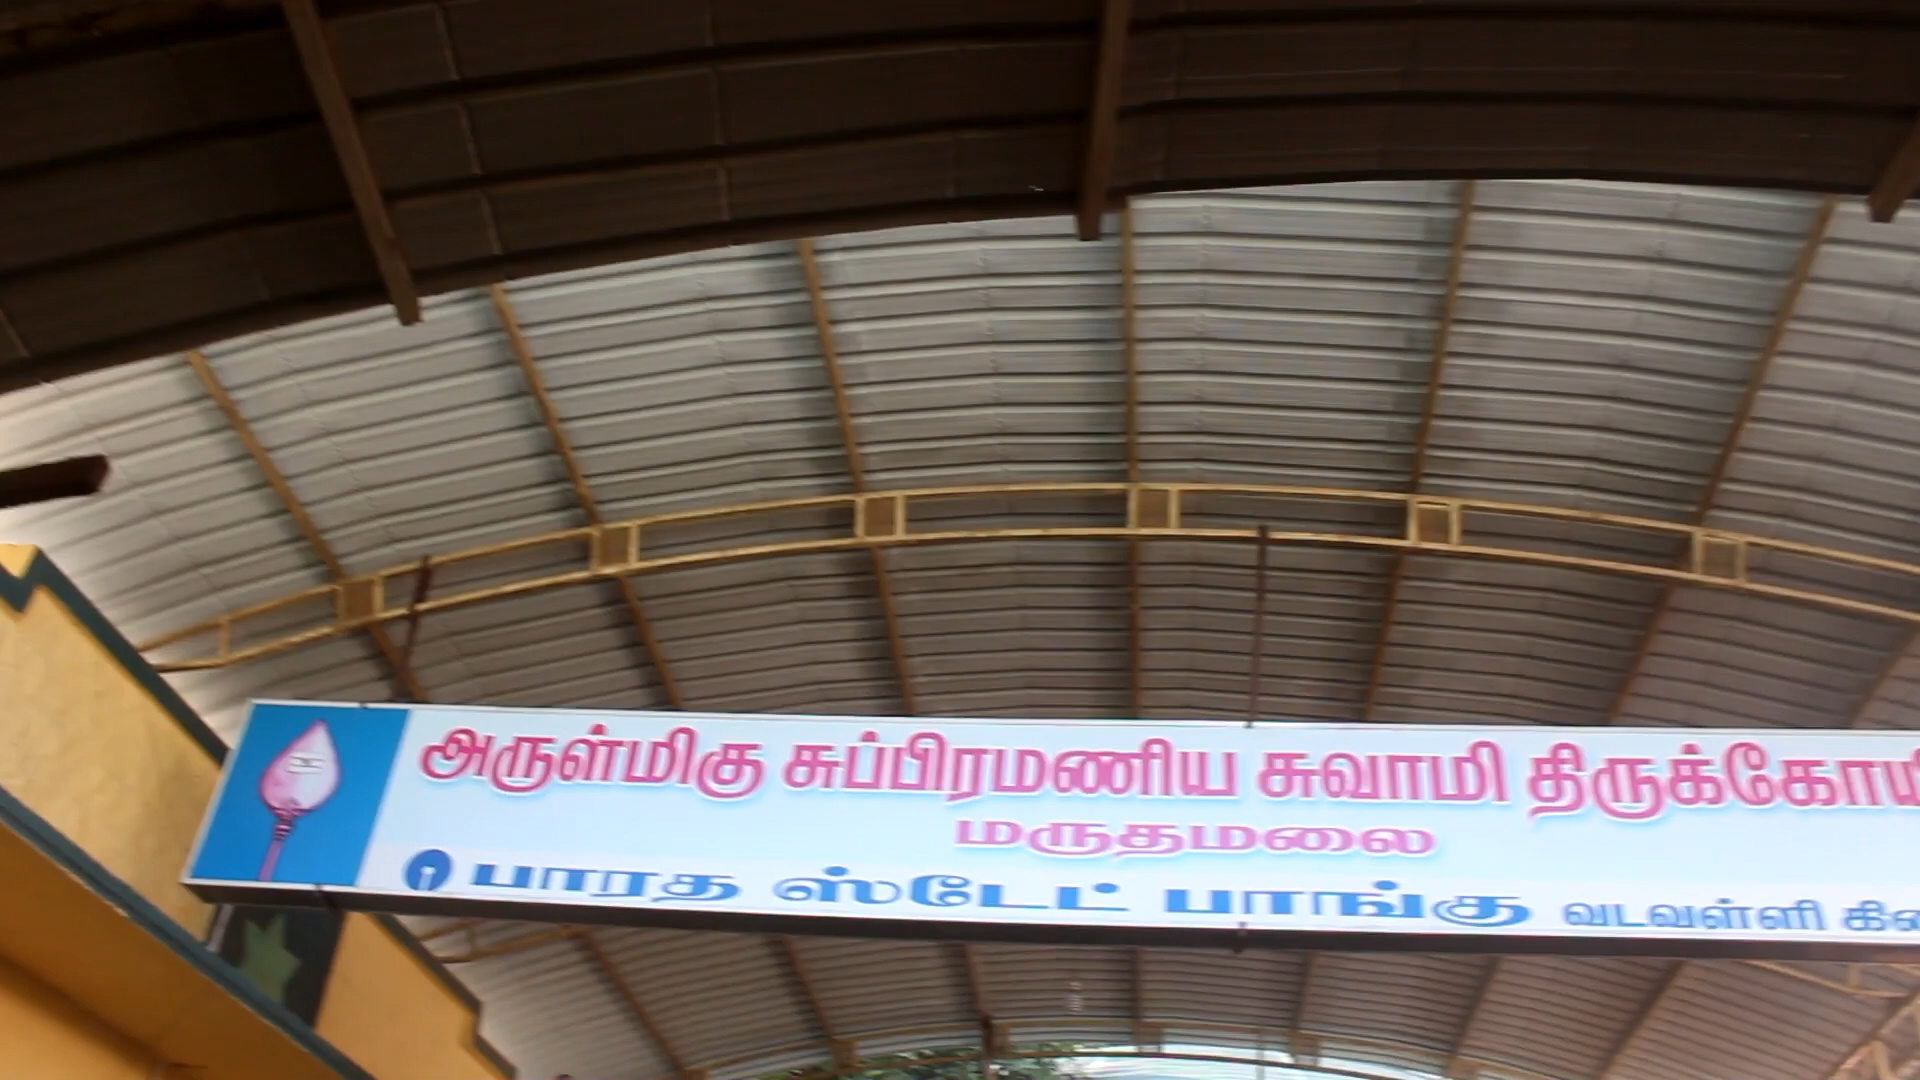 அருள்மிகு சுப்பிரமணிய சுவாமி
மருதமலை
பாரத ஸ்டேட் பாங்கு வடவள்ளி